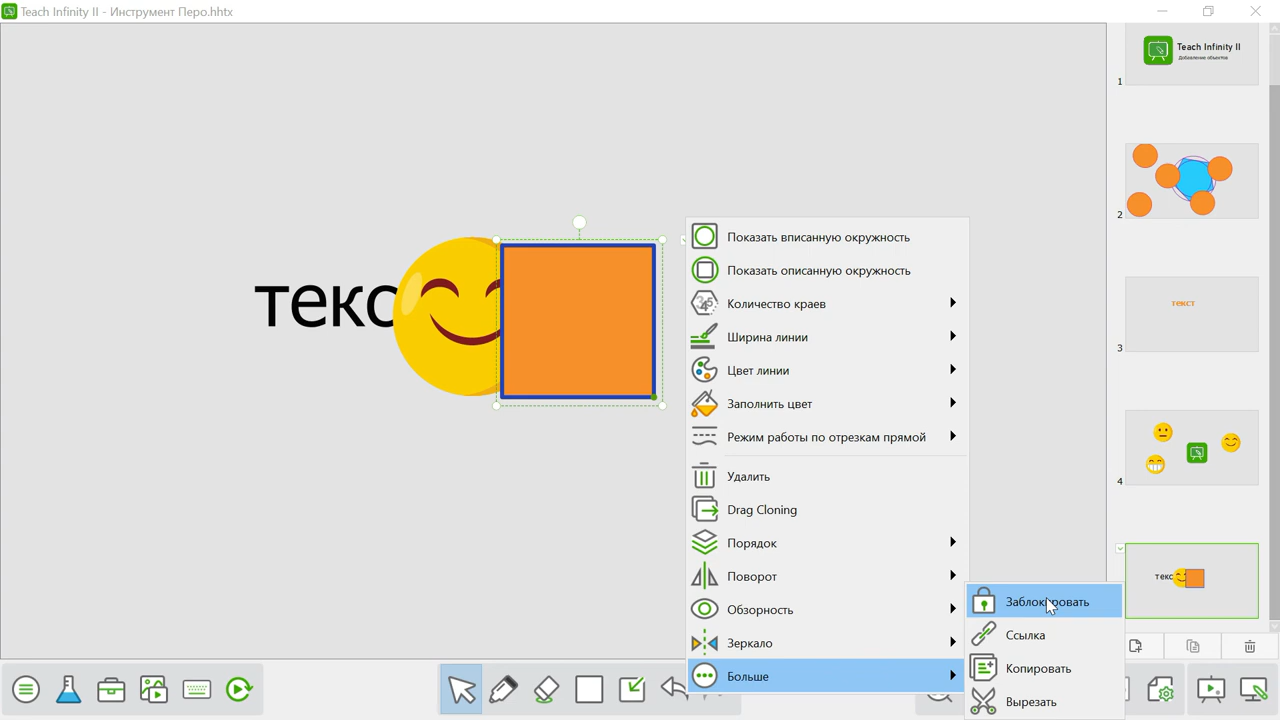 Teach Infinity II - Инструмент Перо.hhtx
Teach Infinity II
Добавление объектов
1
2
текст
3
4
текс
текс
Показать вписанную окружность
Показать описанную окружность
345
Количество краев
Ширина линии
Цвет линии
Заполнить цвет
Режим работы по отрезкам прямой
Удалить
Drag Cloning
Порядок
Поворот
Обзорность
Зеркало
Больше
Заблокировать
Ссылка
Копировать
Вырезать